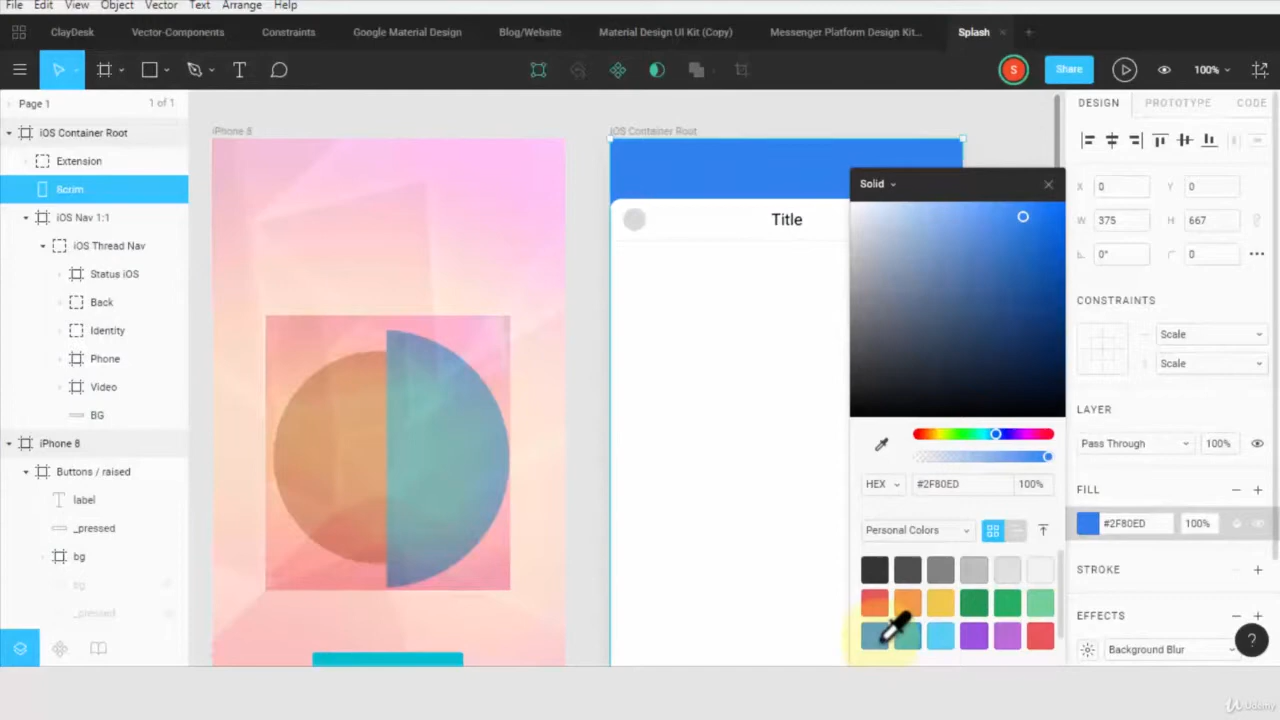 File Edit View Object Vector Text Arrange Help
ClayDesk Vector-Components Constraints Google Material Design Blog/Website Material Design UI Kit (Copy) Messenger Platform Design Kit... Splash
S Share 100%
Page 1 1 of 1
iOS Container Root
Extension
Scrim
iOS Nav 1:1
iOS Thread Nav
Status iOS
Back
Identity
Phone
Video
BG
iPhone 8
Buttons / raised
label
_pressed
bg
bg
_pressed
iPhone 8
iOS Container Root
Title
Solid
HEX #2F80ED 100%
Personal Colors
DESIGN PROTOTYPE CODE
X 0 Y 0
W 375 H 667
0° 0
CONSTRAINTS
Scale
Scale
LAYER
Pass Through 100%
FILL
#2F80ED 100%
STROKE
EFFECTS
Background Blur
?
Udemy